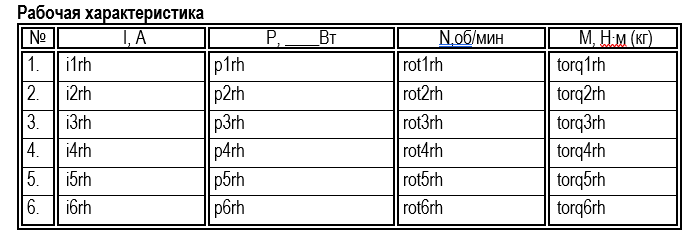 Рабочая характеристика
№ I, А P, ____Вт N,об/мин М, Н·м (кг)
1. i1rh p1rh rot1rh torq1rh
2. i2rh p2rh rot2rh torq2rh
3. i3rh p3rh rot3rh torq3rh
4. i4rh p4rh rot4rh torq4rh
5. i5rh p5rh rot5rh torq5rh
6. i6rh p6rh rot6rh torq6rh